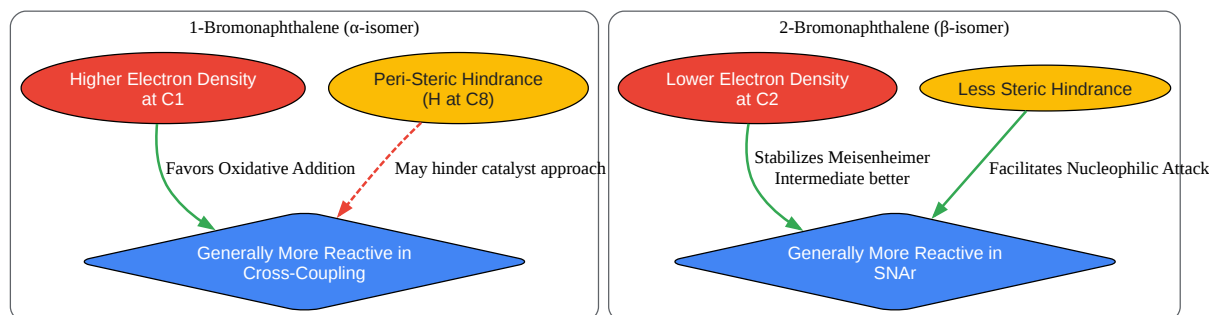 1-Bromonaphthalene (α-isomer)
Higher Electron Density
at C1
Peri-Steric Hindrance
(H at C8)
Favors Oxidative Addition
May hinder catalyst approach
Generally More Reactive in
Cross-Coupling
2-Bromonaphthalene (β-isomer)
Lower Electron Density
at C2
Less Steric Hindrance
Stabilizes Meisenheimer
Intermediate better
Facilitates Nucleophilic Attack
Generally More Reactive in
SNAr